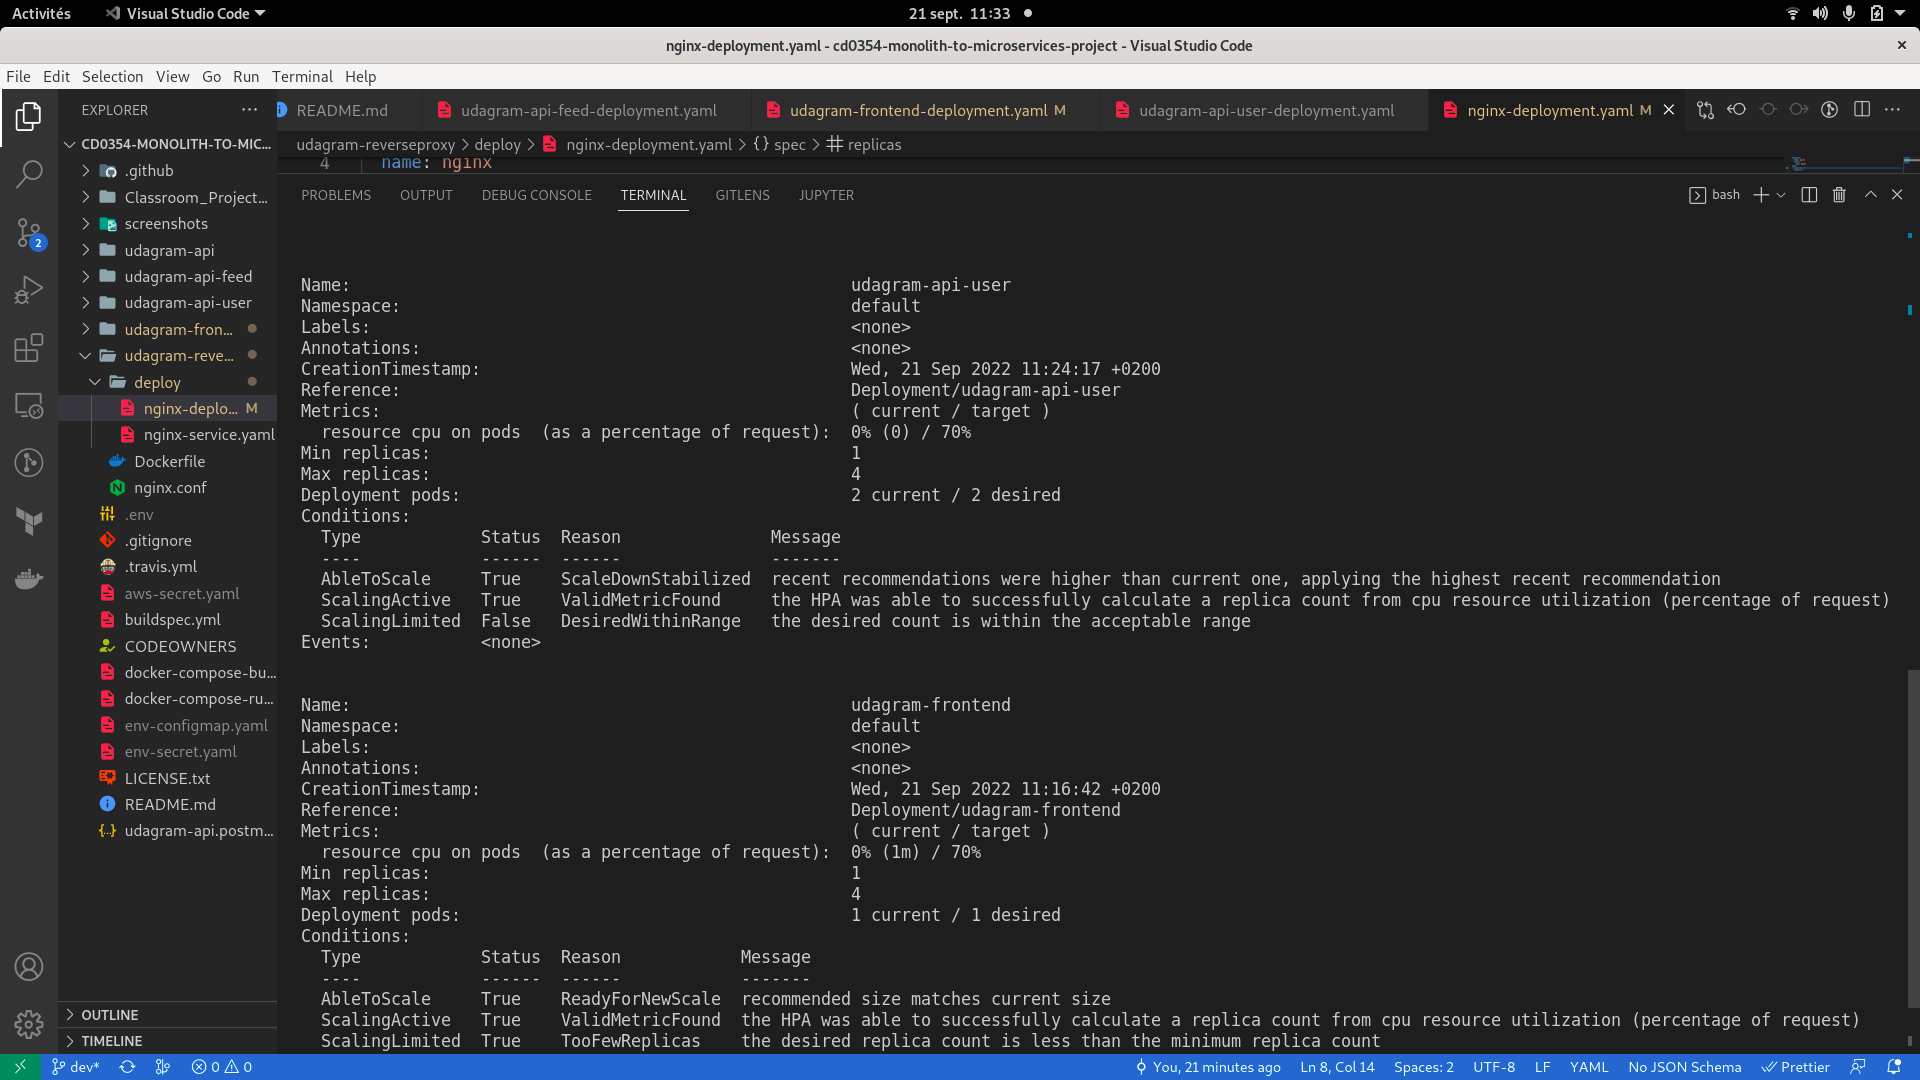 Activités
Visual Studio Code
21 sept. 11:33
nginx-deployment.yaml - cd0354-monolith-to-microservices-project - Visual Studio Code
File Edit Selection View Go Run Terminal Help
EXPLORER
README.md
udagram-api-feed-deployment.yaml
udagram-frontend-deployment.yaml M
udagram-api-user-deployment.yaml
nginx-deployment.yaml M
udagram-reverseproxy > deploy > nginx-deployment.yaml > {} spec > replicas
4 name: nginx
PROBLEMS OUTPUT DEBUG CONSOLE TERMINAL GITLENS JUPYTER
bash
CD0354-MONOLITH-TO-MIC...
.github
Classroom_Project...
screenshots
udagram-api
udagram-api-feed
udagram-api-user
udagram-fron...
udagram-reve...
deploy
nginx-deplo... M
nginx-service.yaml
Dockerfile
nginx.conf
.env
.gitignore
.travis.yml
aws-secret.yaml
buildspec.yml
CODEOWNERS
docker-compose-bu...
docker-compose-ru...
env-configmap.yaml
env-secret.yaml
LICENSE.txt
README.md
{..} udagram-api.postm...
OUTLINE
TIMELINE
2
Name: udagram-api-user
Namespace: default
Labels: <none>
Annotations: <none>
CreationTimestamp: Wed, 21 Sep 2022 11:24:17 +0200
Reference: Deployment/udagram-api-user
Metrics: ( current / target )
resource cpu on pods (as a percentage of request): 0% (0) / 70%
Min replicas: 1
Max replicas: 4
Deployment pods: 2 current / 2 desired
Conditions:
Type Status Reason Message
---- ------ ------ -------
AbleToScale True ScaleDownStabilized recent recommendations were higher than current one, applying the highest recent recommendation
ScalingActive True ValidMetricFound the HPA was able to successfully calculate a replica count from cpu resource utilization (percentage of request)
ScalingLimited False DesiredWithinRange the desired count is within the acceptable range
Events: <none>
Name: udagram-frontend
Namespace: default
Labels: <none>
Annotations: <none>
CreationTimestamp: Wed, 21 Sep 2022 11:16:42 +0200
Reference: Deployment/udagram-frontend
Metrics: ( current / target )
resource cpu on pods (as a percentage of request): 0% (1m) / 70%
Min replicas: 1
Max replicas: 4
Deployment pods: 1 current / 1 desired
Conditions:
Type Status Reason Message
---- ------ ------ -------
AbleToScale True ReadyForNewScale recommended size matches current size
ScalingActive True ValidMetricFound the HPA was able to successfully calculate a replica count from cpu resource utilization (percentage of request)
ScalingLimited True TooFewReplicas the desired replica count is less than the minimum replica count
dev* 0 0 You, 21 minutes ago Ln 8, Col 14 Spaces: 2 UTF-8 LF YAML No JSON Schema Prettier